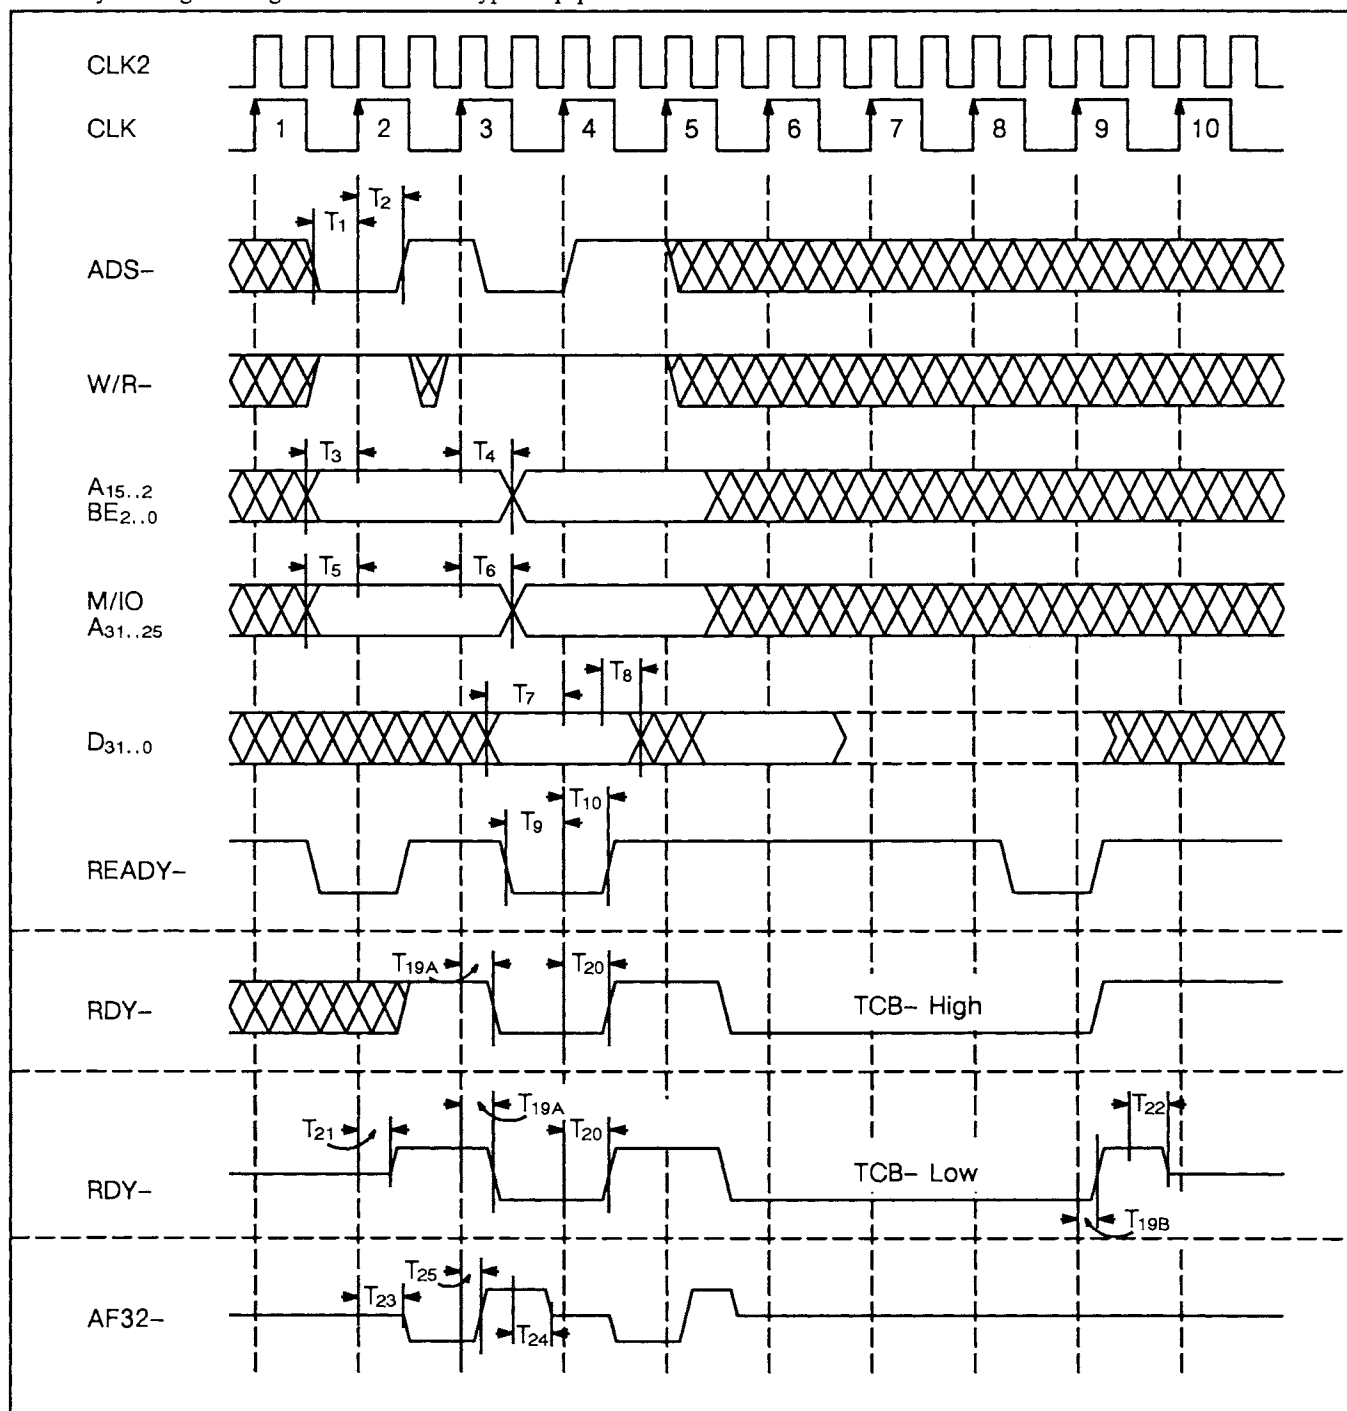 CLK2
CLK 1 2 3 4 5 6 7 8 9 10
T1 T2
ADS–
W/R–
T3 T4
A15..2
BE2..0
T5 T6
M/IO
A31..25
T7 T8
D31..0
T9 T10
READY–
T19A T20
RDY– TCB– High
T21 T19A T20 T22
RDY– TCB– Low
T19B
T25
T23
AF32– T24